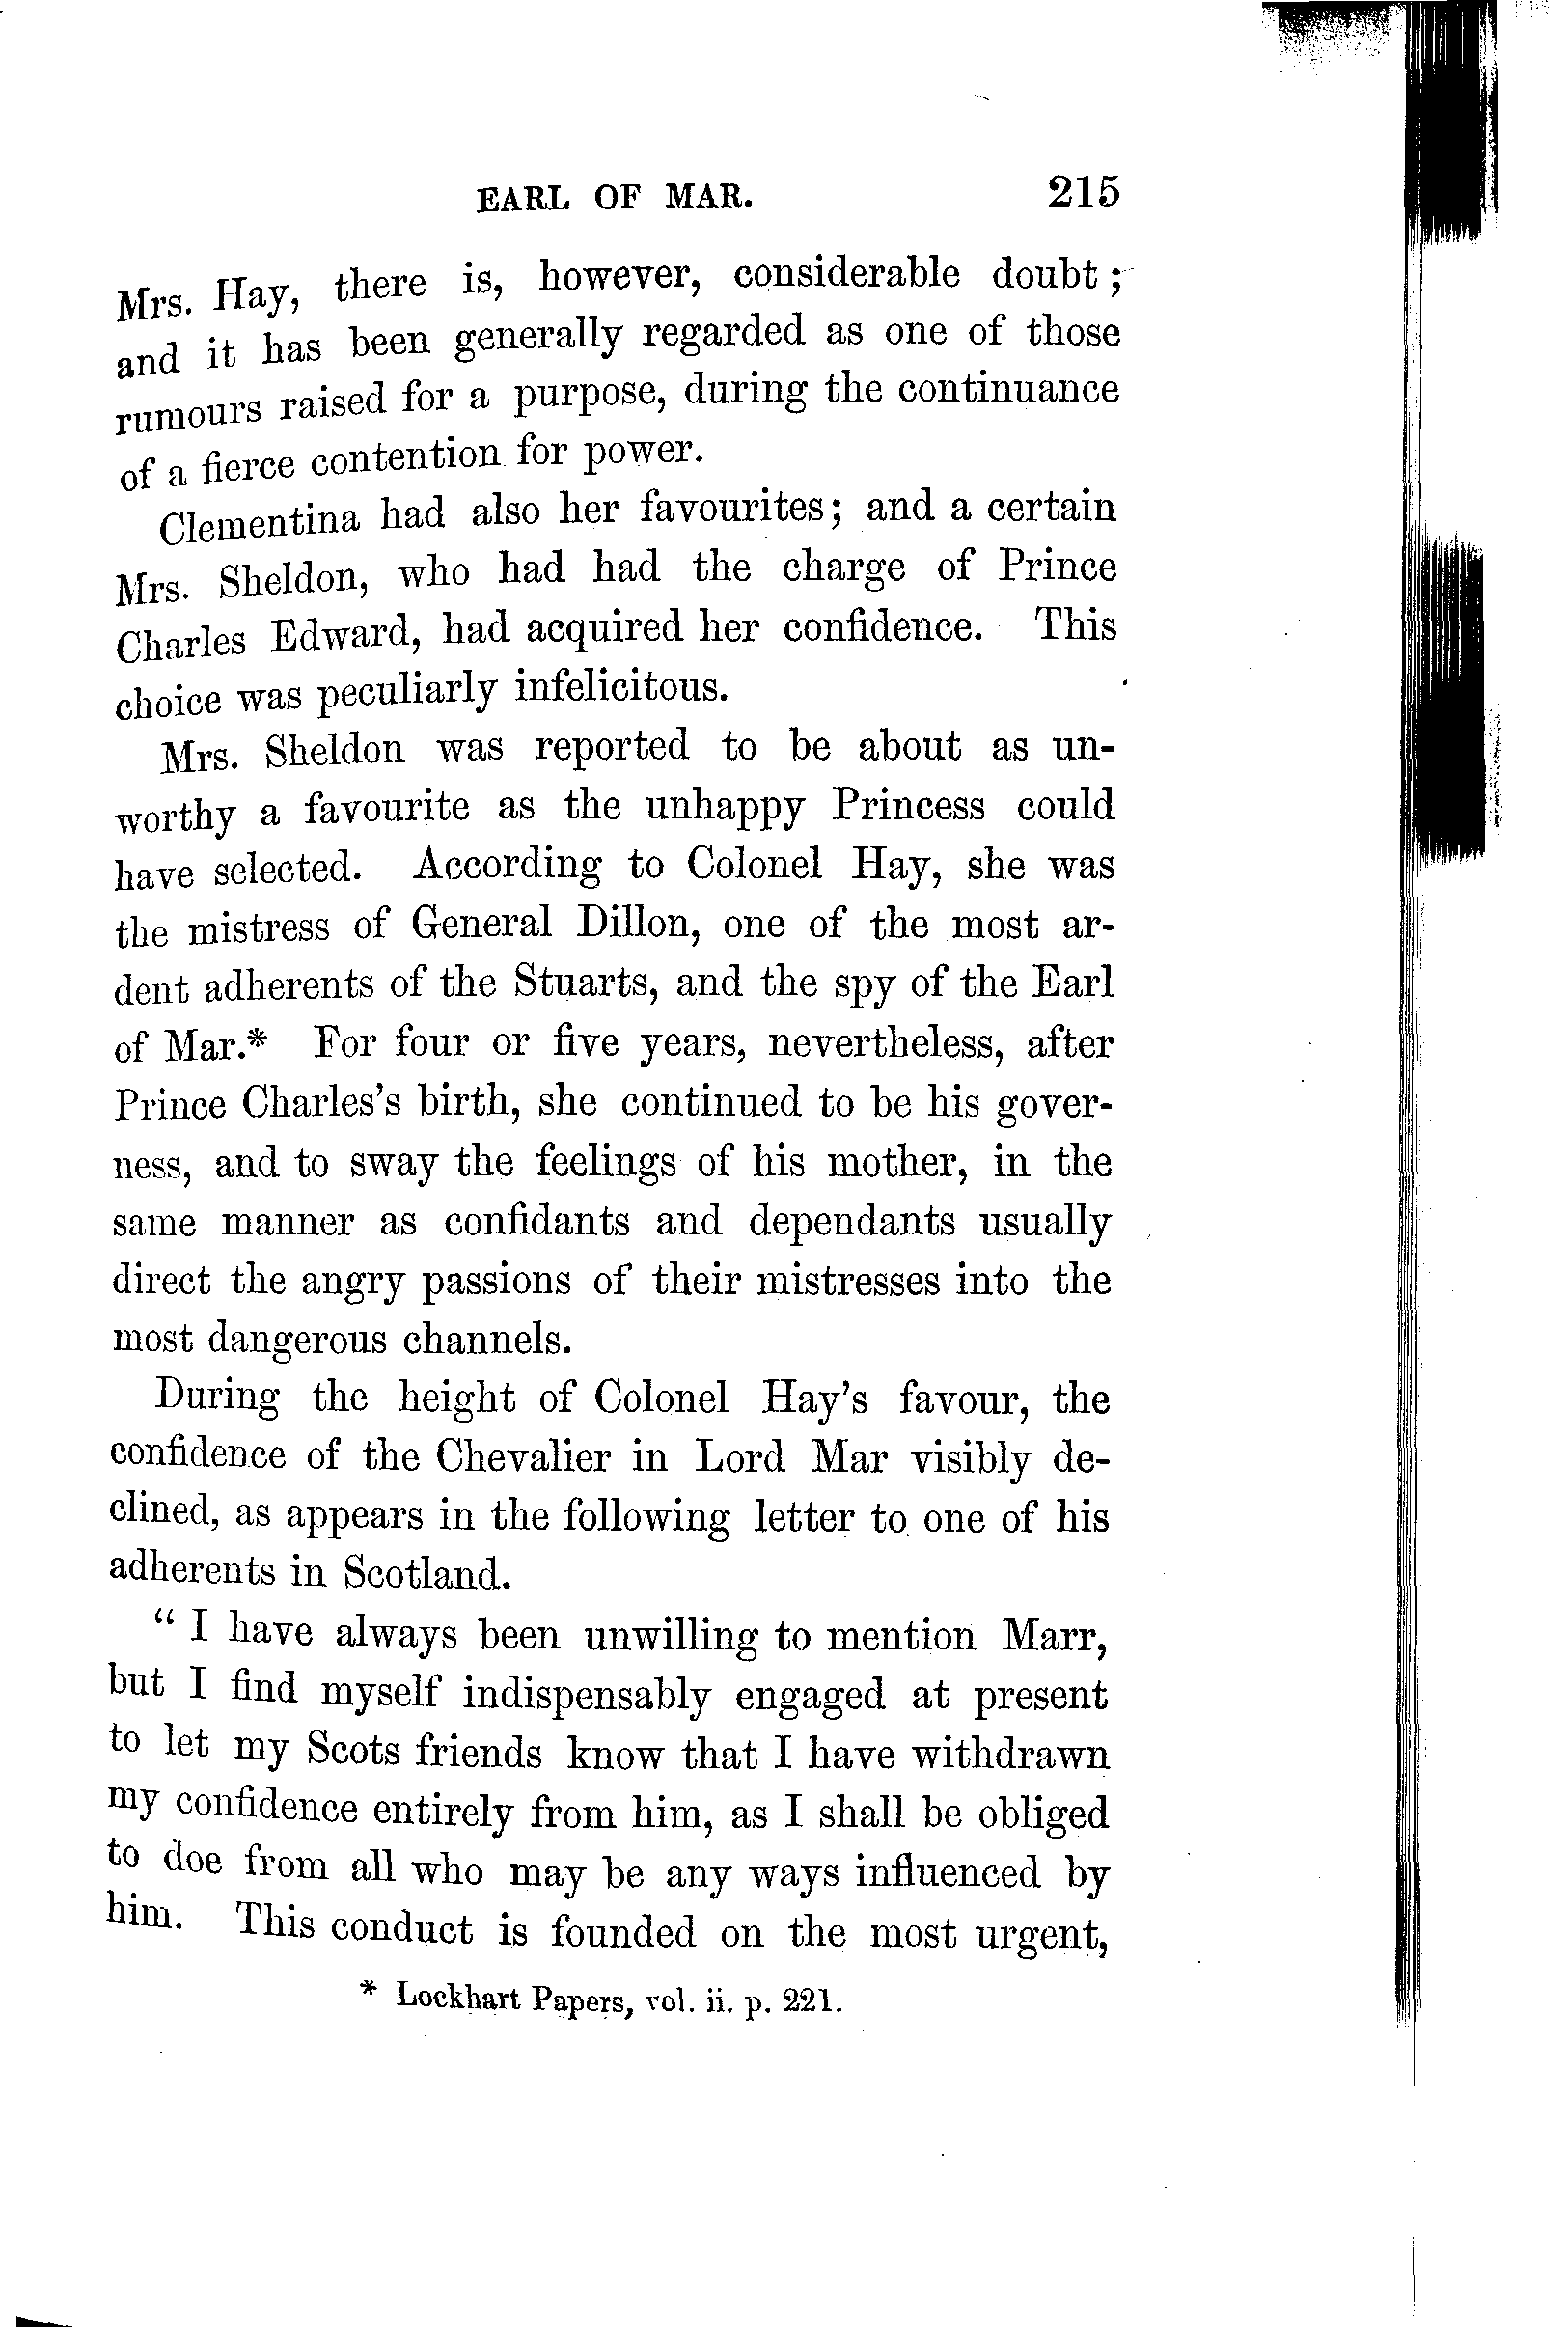 EARL OF MAR. 215
Mrs. Hay, there is, however, considerable doubt;
and it has been generally regarded as one of those
rumours raised for a purpose, during the continuance
of a fierce contention for power.
Clementina had also her favourites; and a certain
Mrs. Sheldon, who had had the charge of Prince
Charles Edward, had acquired her confidence. This
choice was peculiarly infelicitous.
Mrs. Sheldon was reported to be about as un-
worthy a favourite as the unhappy Princess could
have selected. According to Colonel Hay, she was
the mistress of General Dillon, one of the most ar-
dent adherents of the Stuarts, and the spy of the Earl
of Mar.* For four or five years, nevertheless, after
Prince Charles's birth, she continued to be his gover-
ness, and to sway the feelings of his mother, in the
same manner as confidants and dependants usually
direct the angry passions of their mistresses into the
most dangerous channels.
During the height of Colonel Hay's favour, the
confidence of the Chevalier in Lord Mar visibly de-
clined, as appears in the following letter to one of his
adherents in Scotland.
"I have always been unwilling to mention Marr,
but I find myself indispensably engaged at present
to let my Scots friends know that I have withdrawn
my confidence entirely from him, as I shall be obliged
to doe from all who may be any ways influenced by
him. This conduct is founded on the most urgent,
* Lockhart Papers, vol. ii. p. 221.